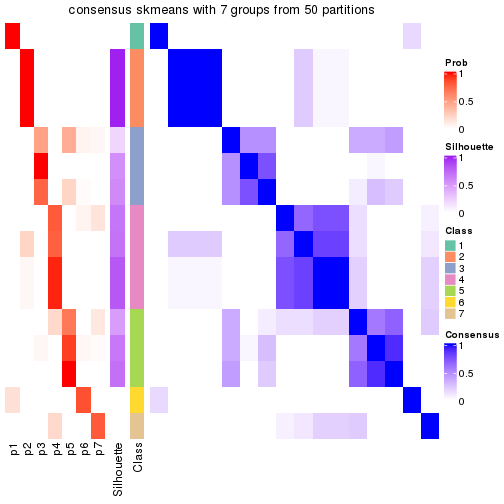 consensus skmeans with 7 groups from 50 partitions
Prob
1
0.5
0
Silhouette
1
0.5
0
Class
1
2
3
4
5
6
7
Consensus
1
0.5
0
p1
p2
p3
p4
p5
p6
p7
Silhouette
Class